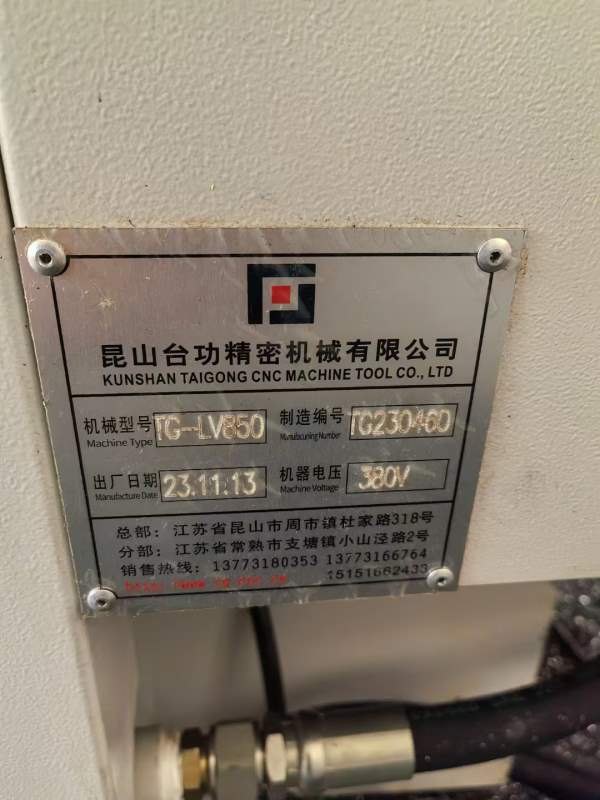 昆山台功精密机械有限公司
KUNSHAN TAIGONG CNC MACHINE TOOL CO., LTD
机械型号 TG-LV850 制造编号 TG230460
Machine Type Manufacturing Number
出厂日期 23.11.13 机器电压 380V
Manufacture Date Machine Voltage
总部：江苏省昆山市周市镇杜家路318号
分部：江苏省常熟市支塘镇小山泾路2号
销售热线：13773180353 13773166764
15151662433